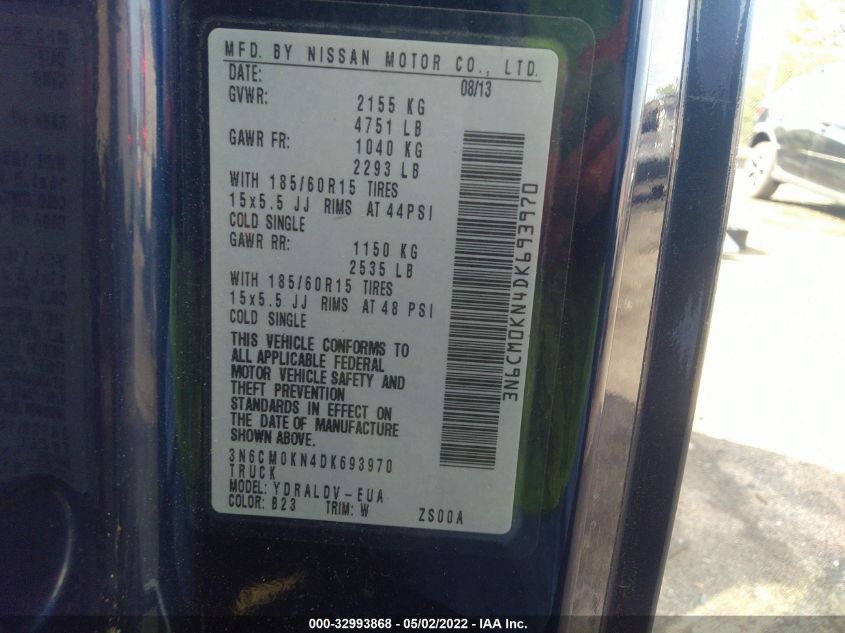 MFD. BY NISSAN MOTOR CO., LTD.
DATE: 08/13
GVWR: 2155 KG
4751 LB
GAWR FR: 1040 KG
2293 LB
WITH 185/60R15 TIRES
15x5.5 JJ RIMS AT 44PSI
COLD SINGLE
GAWR RR: 1150 KG
2535 LB
WITH 185/60R15 TIRES
15x5.5 JJ RIMS AT 48 PSI
COLD SINGLE
THIS VEHICLE CONFORMS TO
ALL APPLICABLE FEDERAL
MOTOR VEHICLE SAFETY AND
THEFT PREVENTION
STANDARDS IN EFFECT ON
THE DATE OF MANUFACTURE
SHOWN ABOVE.
3N6CM0KN4DK693970
TRUCK
MODEL: YDRALDV-EUA
COLOR: B23 TRIM: W ZS00A
3N6CM0KN4DK693970
000-32993868 - 05/02/2022 - IAA Inc.